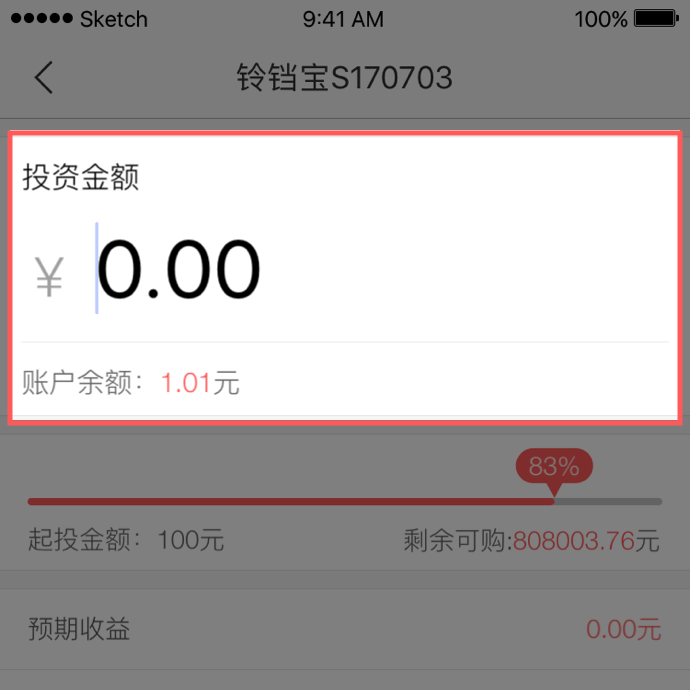 ●●●●● Sketch 9:41 AM 100%
铃铛宝S170703
投资金额
￥ 0.00
账户余额：1.01元
83%
起投金额：100元 剩余可购:808003.76元
预期收益 0.00元